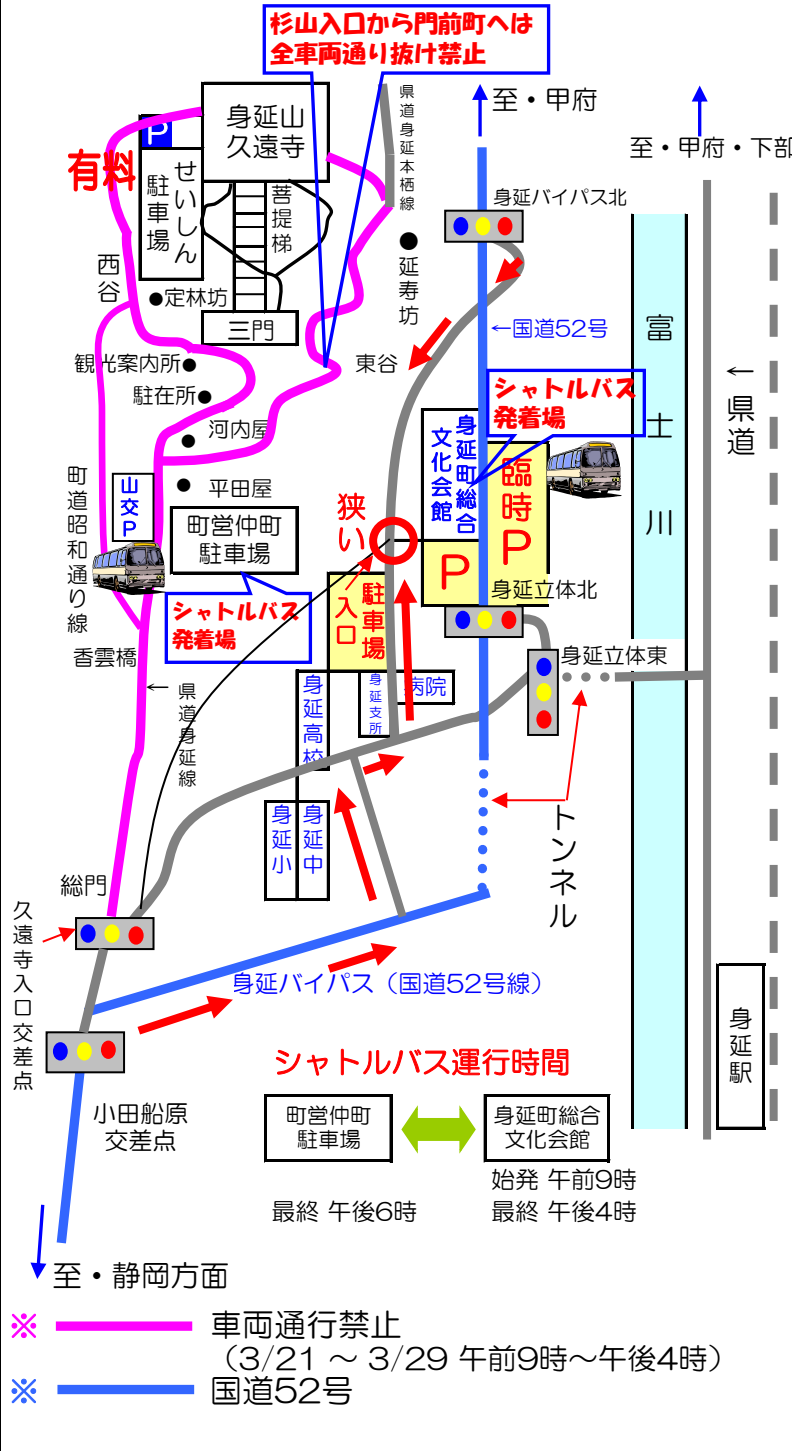 杉山入口から門前町へは
全車両通り抜け禁止
県道身延本栖線
至・甲府
至・甲府・下部
身延山
久遠寺
P
有料
せいしん
駐車場
菩提梯
身延バイパス北
延寿坊
西谷
●定林坊
三門
←国道52号
富士川
観光案内所●
東谷
←県道
駐在所●
シャトルバス
発着場
河内屋
身延町総合
文化会館
臨時P
山交P
平田屋
町道昭和通り線
町営仲町
駐車場
狭い
P
駐車場
入口
身延立体北
シャトルバス
発着場
香雲橋
身延立体東
←県道身延線
身延高校
身延支所
病院
身延小
身延中
トンネル
総門
久遠寺入口交差点
身延バイパス（国道52号線）
身延駅
シャトルバス運行時間
小田船原
交差点
町営仲町
駐車場
身延町総合
文化会館
始発 午前9時
最終 午後6時
最終 午後4時
至・静岡方面
※ 車両通行禁止
（3/21 ～ 3/29 午前9時～午後4時）
※ 国道52号